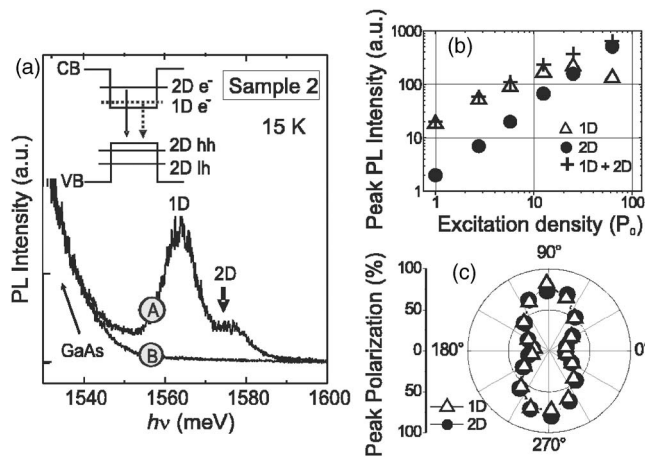 (a)
CB
2D e⁻
1D e⁻
Sample 2
15 K
2D hh
2D lh
VB
PL Intensity (a.u.)
1D
2D
A
B
GaAs
1540 1560 1580 1600
hν (meV)
(b)
Peak PL Intensity (a.u.)
1000
100
10
1
1D
2D
1D + 2D
1 10 100
Excitation density (P₀)
(c)
Peak Polarization (%)
100
50
0
50
100
90°
180°
0°
270°
1D
2D